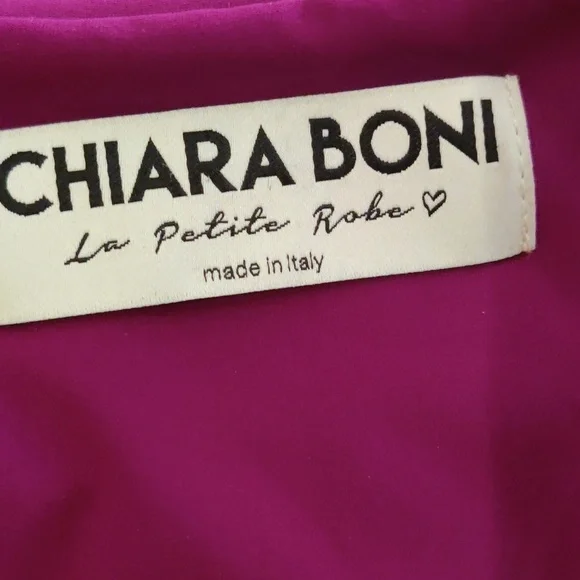 CHIARA BONI
La Petite Robe♡
made in Italy